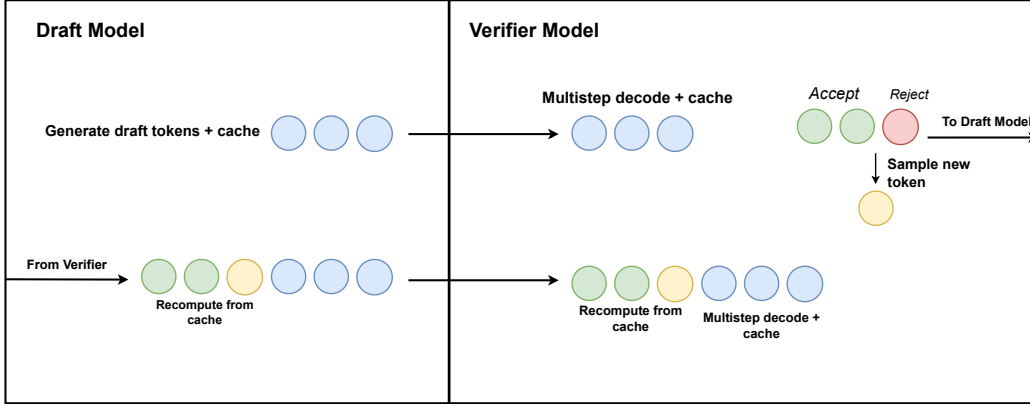 Draft Model
Verifier Model
Generate draft tokens + cache
Multistep decode + cache
Accept
Reject
To Draft Model
Sample new
token
From Verifier
Recompute from
cache
Recompute from
cache
Multistep decode +
cache